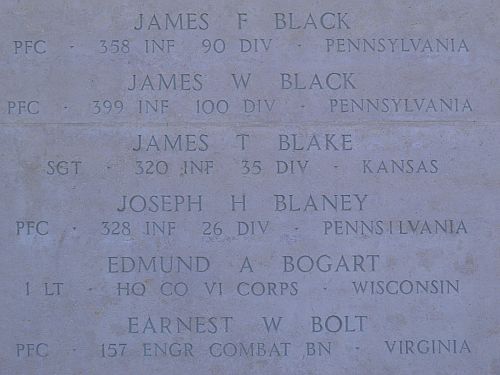 JAMES F BLACK
PFC · 358 INF 90 DIV · PENNSYLVANIA
JAMES W BLACK
PFC · 399 INF 100 DIV · PENNSYLVANIA
JAMES T BLAKE
SGT · 320 INF 35 DIV · KANSAS
JOSEPH H BLANEY
PFC · 328 INF 26 DIV · PENNSYLVANIA
EDMUND A BOGART
1 LT · HQ CO VI CORPS · WISCONSIN
EARNEST W BOLT
PFC · 157 ENGR COMBAT BN · VIRGINIA